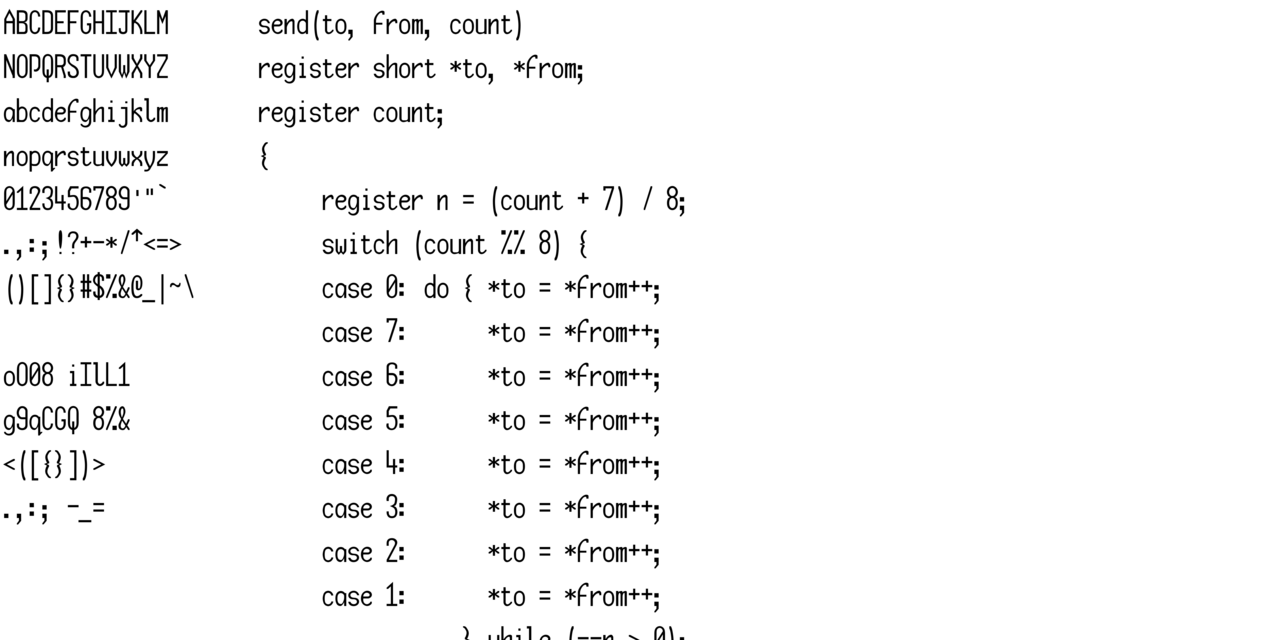 ABCDEFGHIJKLM
NOPQRSTUVWXYZ
abcdefghijklm
nopqrstuvwxyz
0123456789'"`
.,:;!?+-*/↑<=>
()[]{}#$%&@_|~\
oO08 iIlL1
g9qCGQ 8%&
<([{}])>
.,:; -_=
send(to, from, count)
register short *to, *from;
register count;
{
register n = (count + 7) / 8;
switch (count %% 8) {
case 0: do { *to = *from++;
case 7:      *to = *from++;
case 6:      *to = *from++;
case 5:      *to = *from++;
case 4:      *to = *from++;
case 3:      *to = *from++;
case 2:      *to = *from++;
case 1:      *to = *from++;
} while (--n > 0);